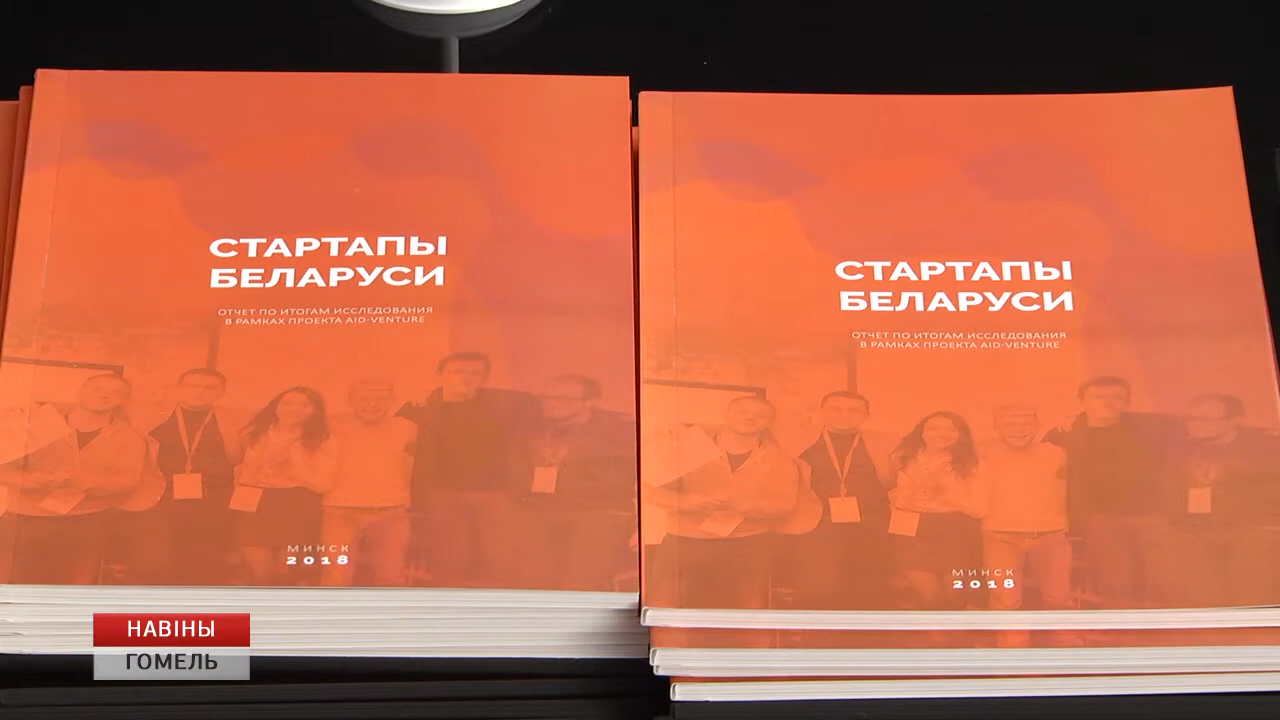 СТАРТАПЫ
БЕЛАРУСИ
ОТЧЕТ ПО ИТОГАМ ИССЛЕДОВАНИЯ
В РАМКАХ ПРОЕКТА AID-VENTURE
МИНСК
2018
СТАРТАПЫ
БЕЛАРУСИ
ОТЧЕТ ПО ИТОГАМ ИССЛЕДОВАНИЯ
В РАМКАХ ПРОЕКТА AID-VENTURE
МИНСК
2018
НАВІНЫ
ГОМЕЛЬ